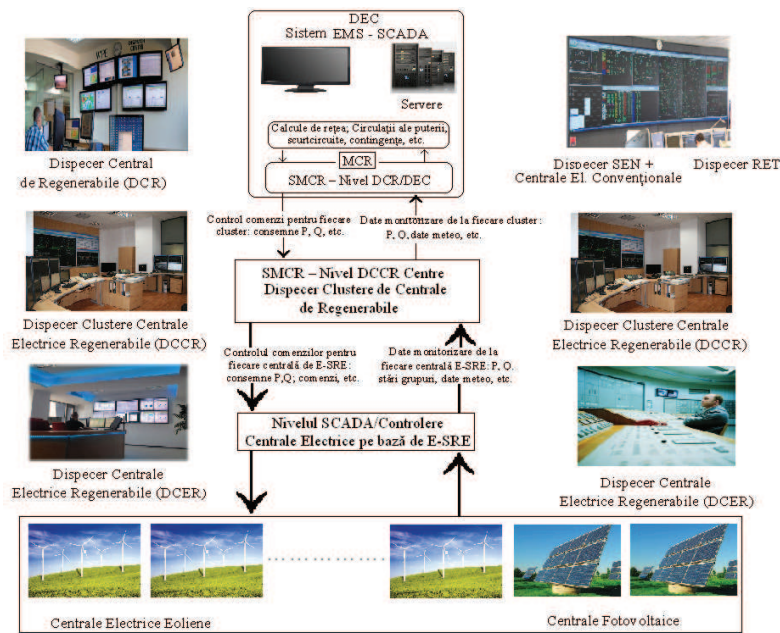 DEC
Sistem EMS - SCADA
Servere
Calcule de rețea; Circulații ale puterii,
scurtcircuite, contingențe, etc.
MCR
SMCR – Nivel DCR/DEC
Dispecer Central
de Regenerabile (DCR)
Dispecer SEN +
Centrale El. Convenționale
Dispecer RET
Control comenzi pentru fiecare
cluster: consemne P, Q, etc.
Date monitorizare de la fiecare cluster:
P, Q, date meteo, etc.
SMCR – Nivel DCCR Centre
Dispecer Clustere de Centrale
de Regenerabile
Dispecer Clustere Centrale
Electrice Regenerabile (DCCR)
Dispecer Clustere Centrale
Electrice Regenerabile (DCCR)
Controlul comenzilor pentru
fiecare centrală de E-SRE:
consemne P,Q; comenzi, etc.
Date monitorizare de la
fiecare centrală E-SRE: P, Q,
stări grupuri, date meteo, etc.
Nivelul SCADA/Controlere
Centrale Electrice pe bază de E-SRE
Dispecer Centrale
Electrice Regenerabile (DCER)
Dispecer Centrale
Electrice Regenerabile (DCER)
Centrale Electrice Eoliene
Centrale Fotovoltaice